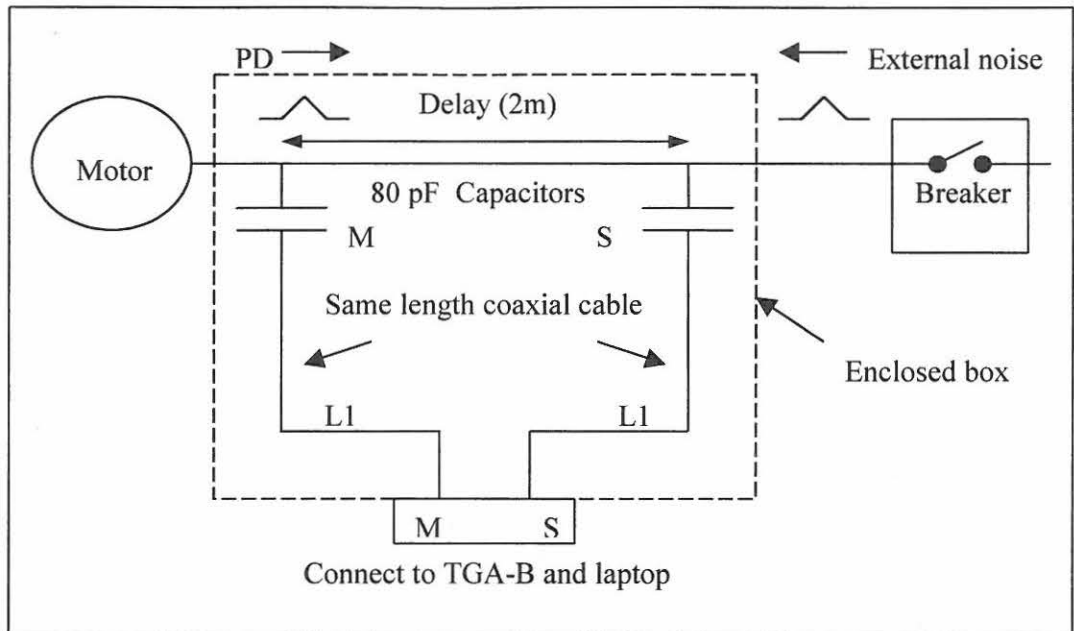 PD
External noise
Delay (2m)
Motor
80 pF Capacitors
Breaker
M
S
Same length coaxial cable
Enclosed box
L1
L1
M
S
Connect to TGA-B and laptop